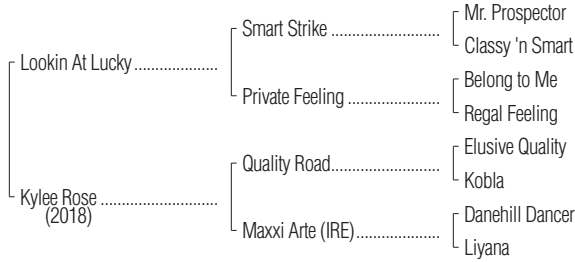 Mr. Prospector
Smart Strike ........................
Classy 'n Smart
Lookin At Lucky ...................
Belong to Me
Private Feeling ....................
Regal Feeling
Elusive Quality
Quality Road.......................
Kobla
Kylee Rose ..........................
(2018)
Danehill Dancer
Maxxi Arte (IRE)..................
Liyana